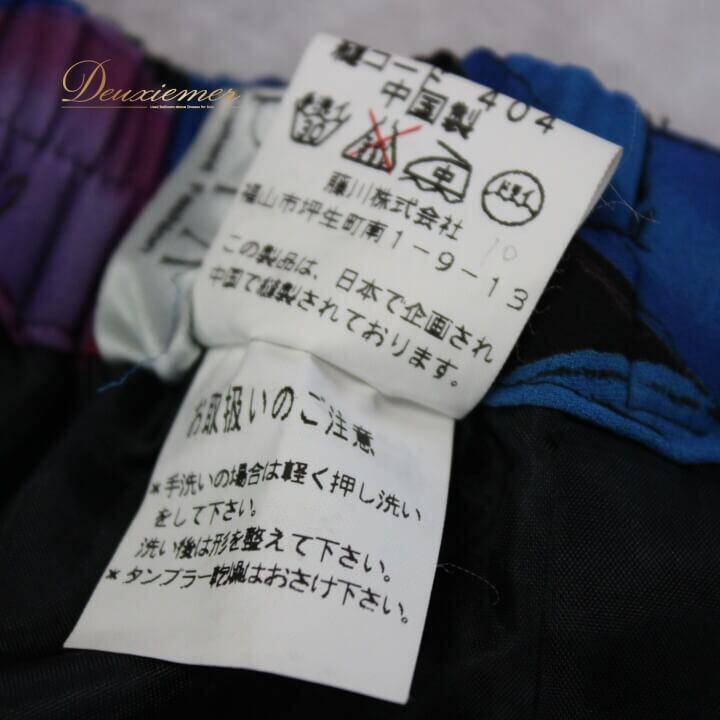 Deuxiemer
縫コード 404
中国製
ドライ
藤川株式会社
福山市坪生町南1-9-13
10
この製品は、日本で企画され
中国で縫製されております。
お取扱いのご注意
*手洗いの場合は軽く押し洗い
をして下さい。
洗い後は形を整えて下さい。
*タンブラー乾燥はおさけ下さい。